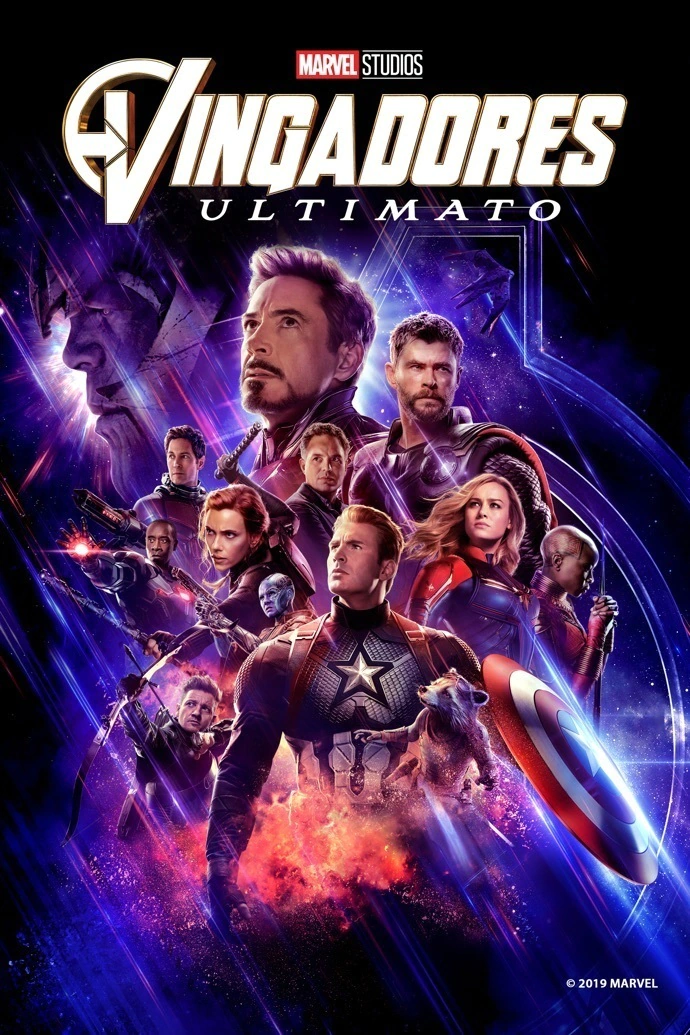 MARVEL STUDIOS
VINGADORES
ULTIMATO
© 2019 MARVEL